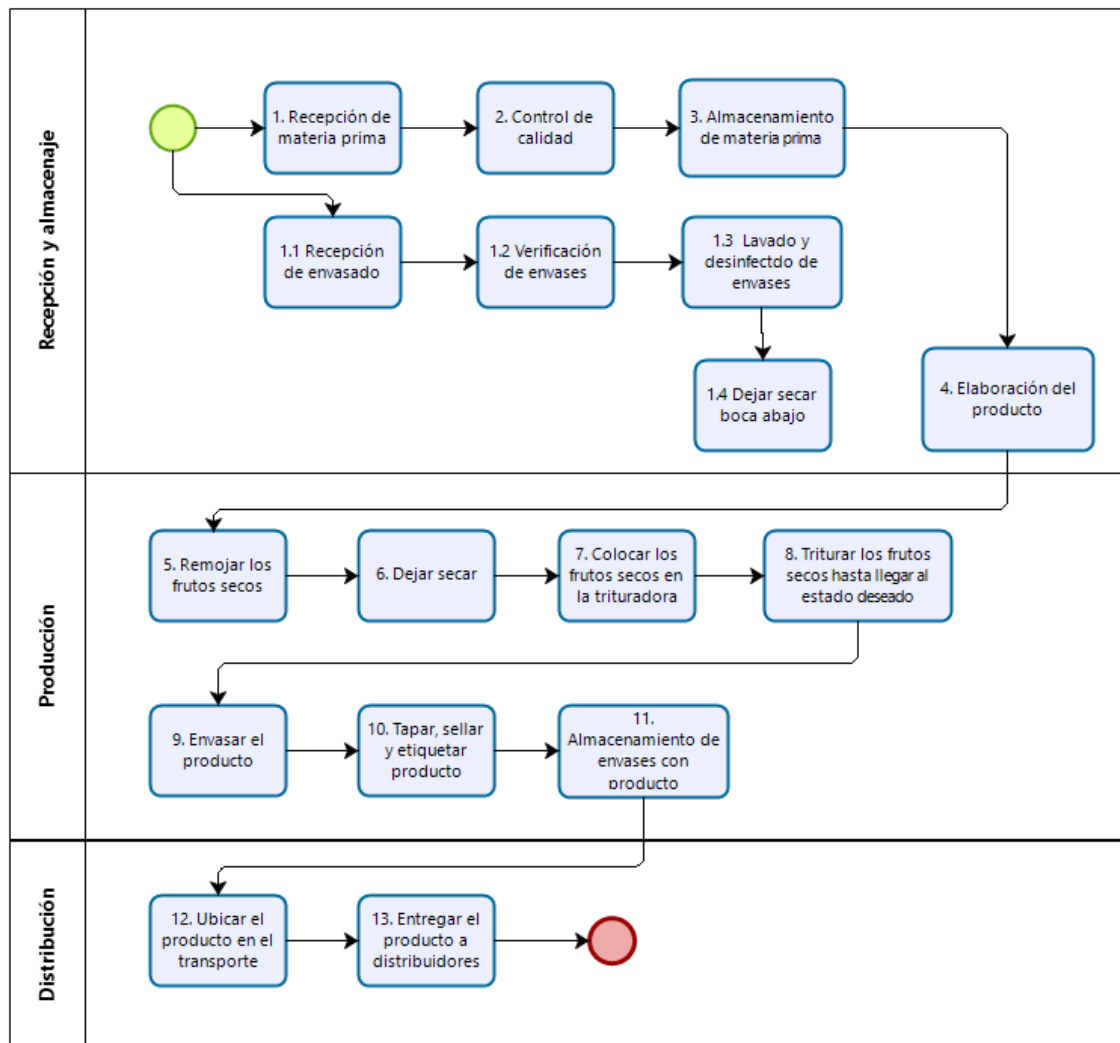 Recepción y almacenaje
1. Recepción de
materia prima
2. Control de
calidad
3. Almacenamiento
de materia prima
1.1 Recepción
de envasado
1.2 Verificación
de envases
1.3 Lavado y
desinfectdo de
envases
1.4 Dejar secar
boca abajo
4. Elaboración del
producto
Producción
5. Remojar los
frutos secos
6. Dejar secar
7. Colocar los
frutos secos en
la trituradora
8. Triturar los frutos
secos hasta llegar al
estado deseado
9. Envasar el
producto
10. Tapar, sellar
y etiquetar
producto
11.
Almacenamiento de
envases con
producto
Distribución
12. Ubicar el
producto en el
transporte
13. Entregar el
producto a
distribuidores